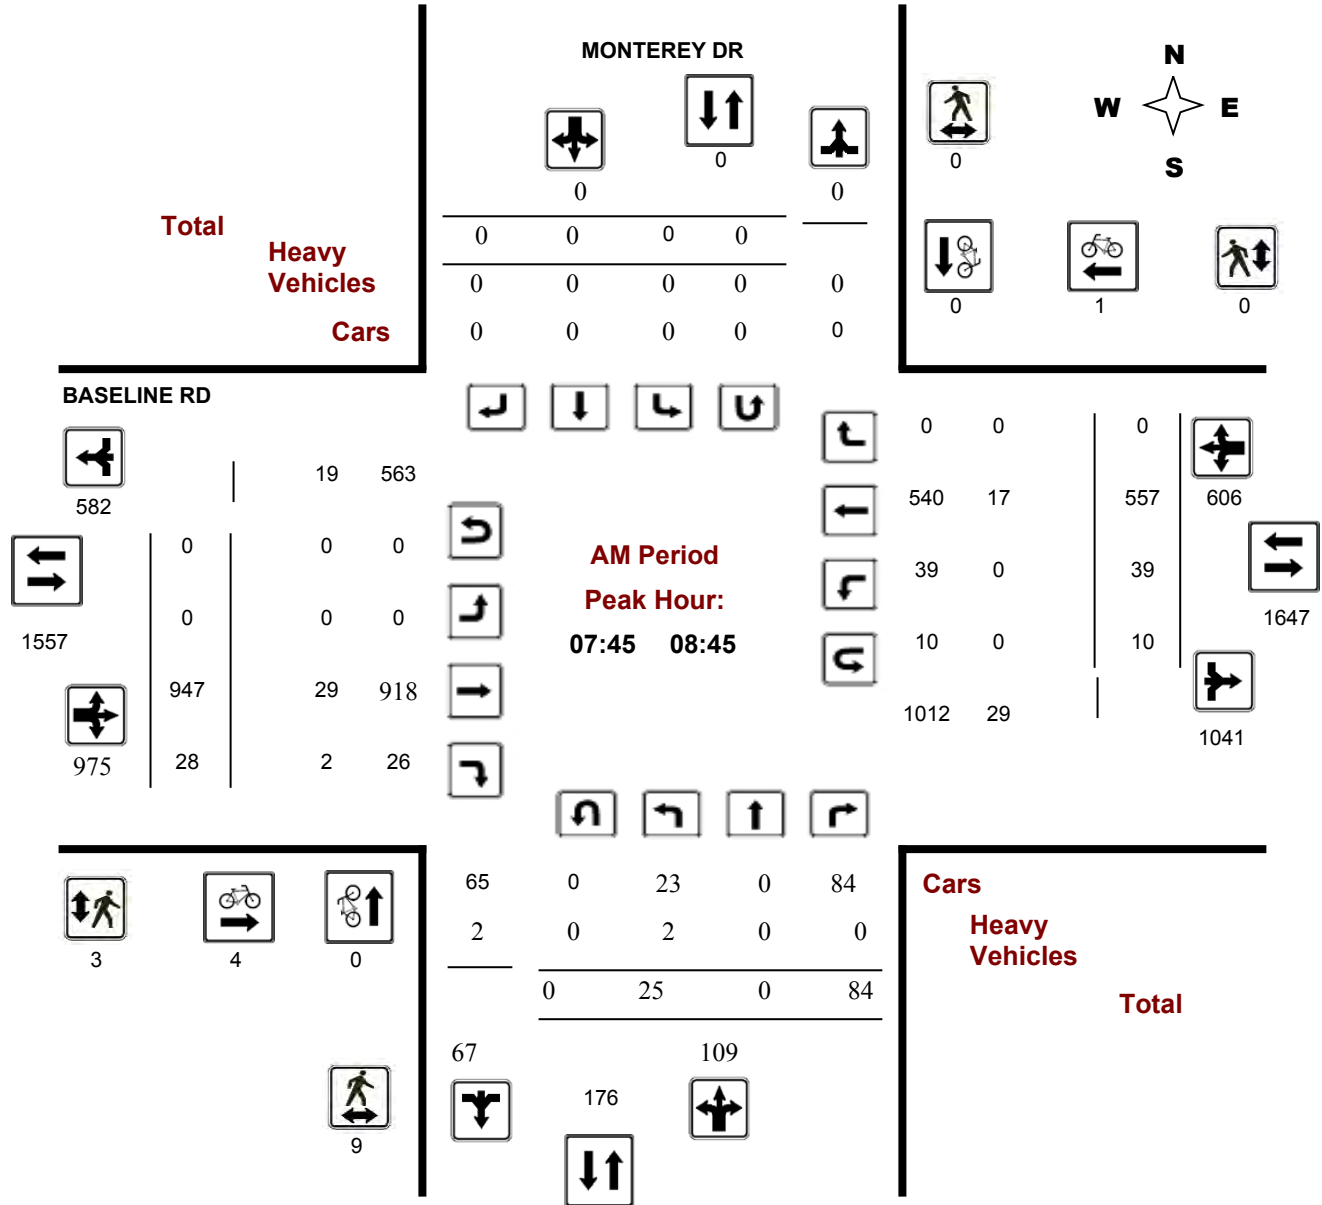 MONTEREY DR
N
W E
S
0
0
0 0
Total
0 0 0 0
Heavy
Vehicles
0 0 0 0 0
0 1 0
Cars
0 0 0 0 0
BASELINE RD
0 0 0
19 563
582
540 17 557 606
0 0 0
AM Period
39 0 39
Peak Hour:
0 0 0
1647
1557
07:45 08:45
10 0 10
947 29 918
1012 29
1041
975 28 2 26
65 0 23 0 84
Cars
2 0 2 0 0
Heavy
Vehicles
3 4 0
0 25 0 84
Total
67 109
176
9